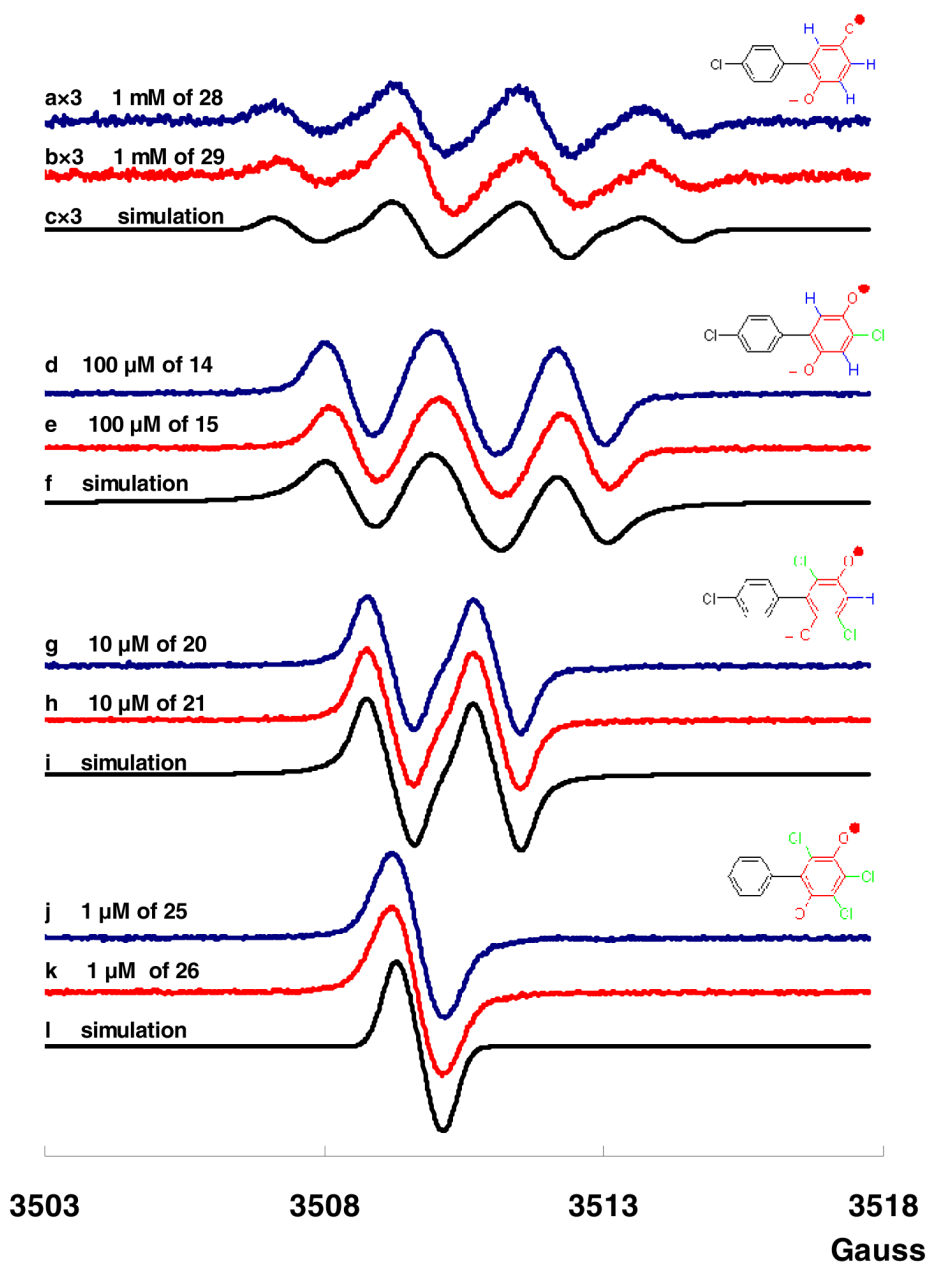 H
C
Cl
H
a×3 1 mM of 28
– O
H
b×3 1 mM of 29
c×3 simulation
H
O
Cl
Cl
d 100 µM of 14
– O
H
e 100 µM of 15
f simulation
Cl
O
Cl
H
g 10 µM of 20
– C
Cl
h 10 µM of 21
i simulation
Cl
O
Cl
j 1 µM of 25
O
Cl
k 1 µM of 26
l simulation
3503 3508 3513 3518
Gauss